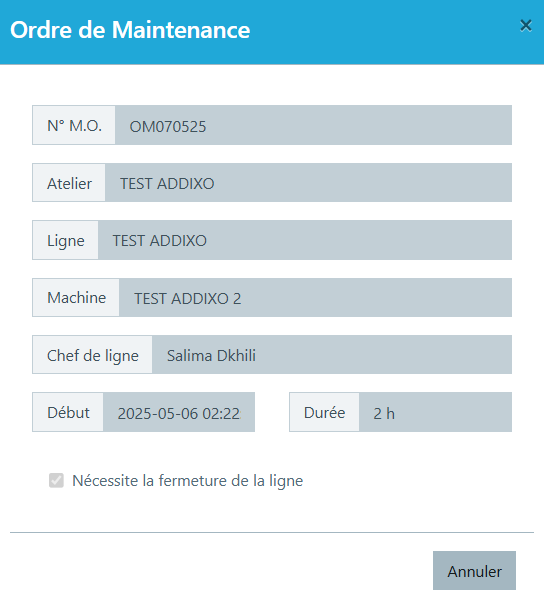 Ordre de Maintenance ×
N° M.O. OM070525
Atelier TEST ADDIXO
Ligne TEST ADDIXO
Machine TEST ADDIXO 2
Chef de ligne Salima Dkhili
Début 2025-05-06 02:22: Durée 2 h
Nécessite la fermeture de la ligne
Annuler